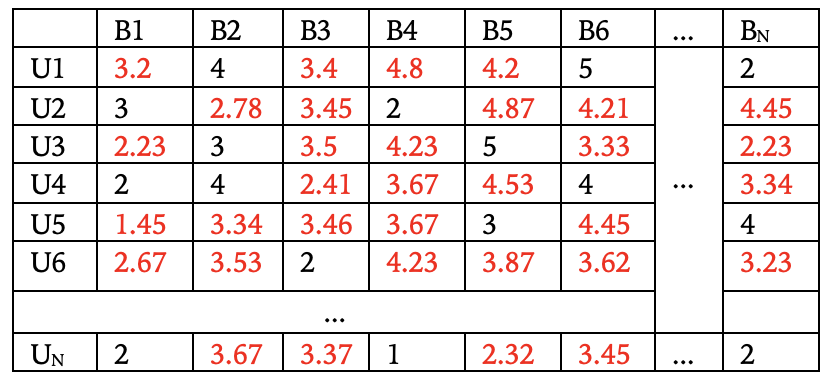 B1 B2 B3 B4 B5 B6 ... BN
U1 3.2 4 3.4 4.8 4.2 5 2
U2 3 2.78 3.45 2 4.87 4.21 4.45
U3 2.23 3 3.5 4.23 5 3.33 2.23
U4 2 4 2.41 3.67 4.53 4 ... 3.34
U5 1.45 3.34 3.46 3.67 3 4.45 4
U6 2.67 3.53 2 4.23 3.87 3.62 3.23
...
UN 2 3.67 3.37 1 2.32 3.45 ... 2